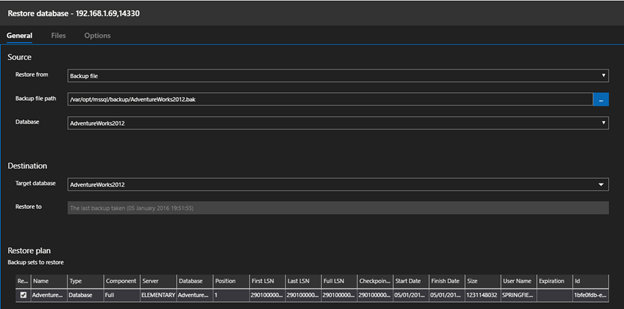 Restore database - 192.168.1.69,14330
General Files Options
Source
Restore from Backup file
Backup file path /var/opt/mssql/backup/AdventureWorks2012.bak ...
Database AdventureWorks2012
Destination
Target database AdventureWorks2012
Restore to The last backup taken (05 January 2016 19:51:55)
Restore plan
Backup sets to restore
Re... Name Type Component Server Database Position First LSN Last LSN Full LSN Checkpoin... Start Date Finish Date Size User Name Expiration Id
Adventure... Database Full ELEMENTARY Adventure... 1 290100000... 290100000... 290100000... 290100000... 05/01/201... 05/01/201... 1231148032 SPRINGFIE... 1bfe0fdb-e...